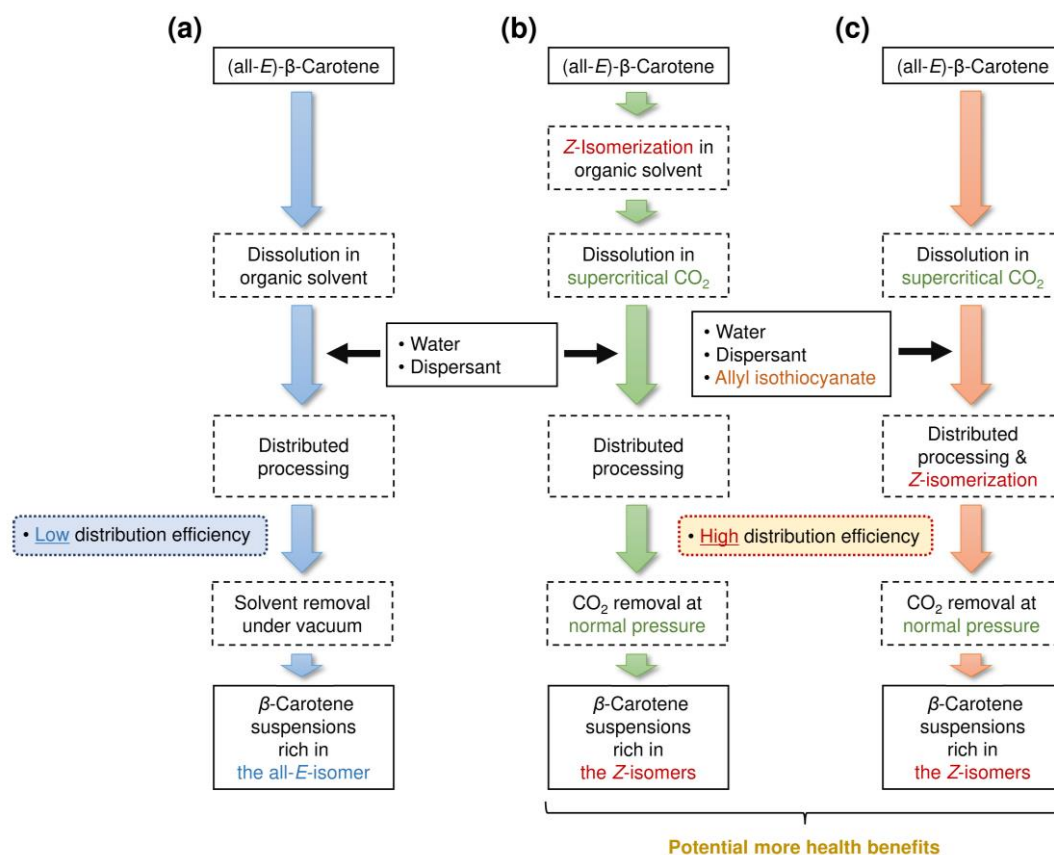 (a)
(b)
(c)
(all-E)-β-Carotene
(all-E)-β-Carotene
(all-E)-β-Carotene
Z-Isomerization in
organic solvent
Dissolution in
organic solvent
Dissolution in
supercritical CO₂
Dissolution in
supercritical CO₂
• Water
• Dispersant
• Water
• Dispersant
• Allyl isothiocyanate
Distributed
processing
Distributed
processing
Distributed
processing &
Z-isomerization
• Low distribution efficiency
• High distribution efficiency
Solvent removal
under vacuum
CO₂ removal at
normal pressure
CO₂ removal at
normal pressure
β-Carotene
suspensions
rich in
the all-E-isomer
β-Carotene
suspensions
rich in
the Z-isomers
β-Carotene
suspensions
rich in
the Z-isomers
Potential more health benefits